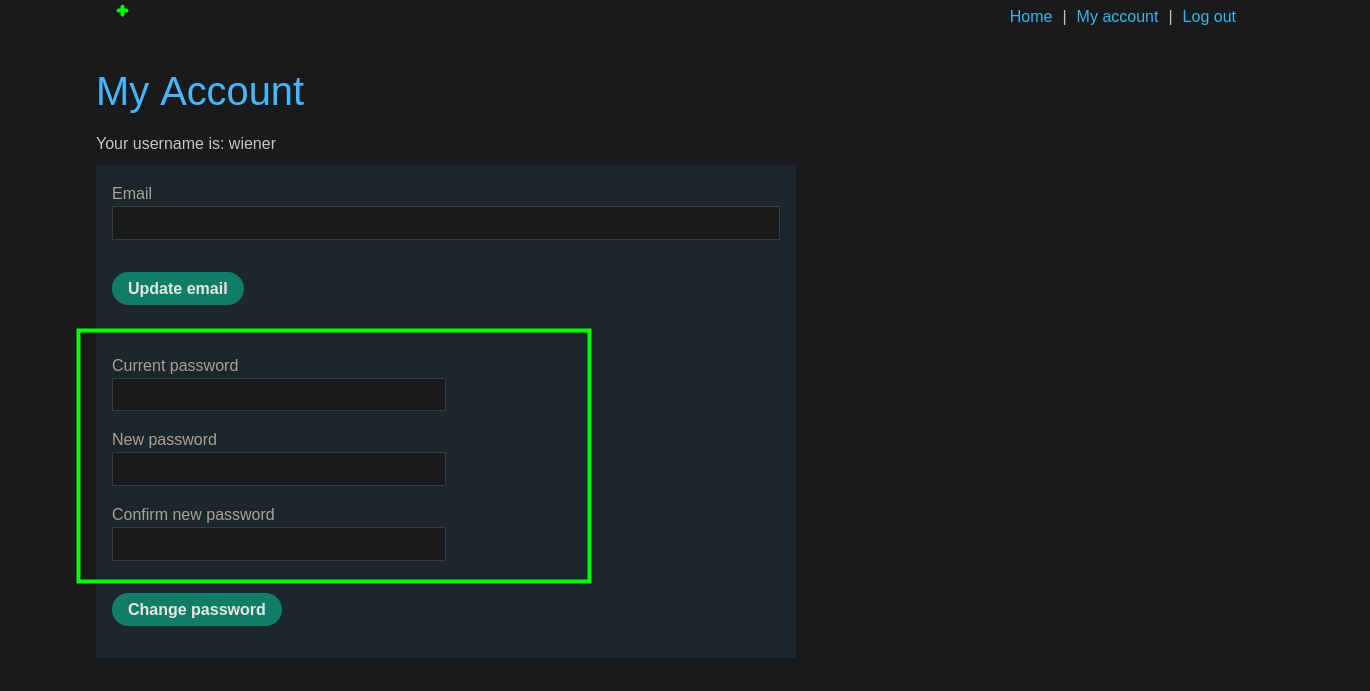 Home | My account | Log out
My Account
Your username is: wiener
Email
Update email
Current password
New password
Confirm new password
Change password